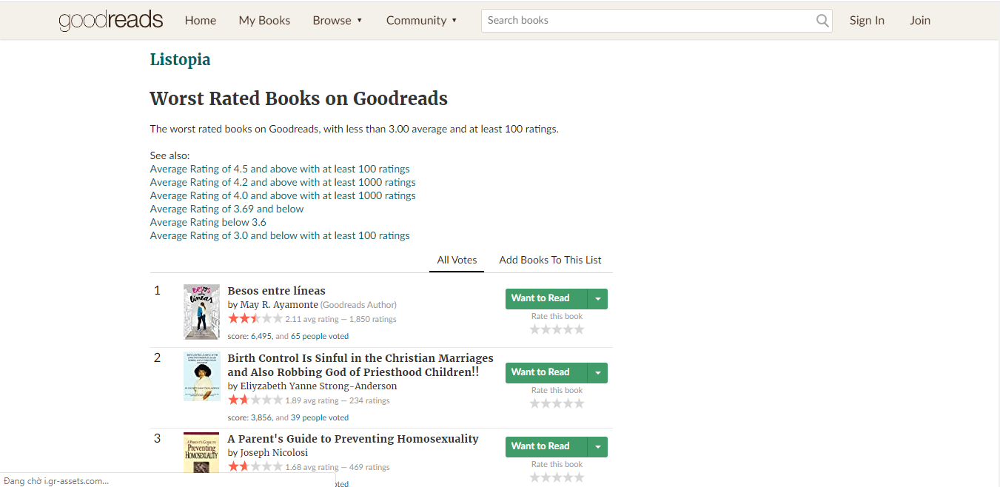 goodreads Home My Books Browse ▼ Community ▼ Search books Sign In Join
Listopia
Worst Rated Books on Goodreads
The worst rated books on Goodreads, with less than 3.00 average and at least 100 ratings.
See also:
Average Rating of 4.5 and above with at least 100 ratings
Average Rating of 4.2 and above with at least 1000 ratings
Average Rating of 4.0 and above with at least 1000 ratings
Average Rating of 3.69 and below
Average Rating below 3.6
Average Rating of 3.0 and below with at least 100 ratings
All Votes Add Books To This List
1
BESOS
entre
líneas
Besos entre líneas
by May R. Ayamonte (Goodreads Author)
2.11 avg rating — 1,850 ratings
score: 6,495, and 65 people voted
Want to Read
Rate this book
2
Birth Control Is Sinful in the Christian Marriages
and Also Robbing God of Priesthood Children!!
by Eliyzabeth Yanne Strong-Anderson
1.89 avg rating — 234 ratings
score: 3,856, and 39 people voted
Want to Read
Rate this book
3
A PARENT'S GUIDE TO
Preventing
HOMOSEXUALITY
A Parent's Guide to Preventing Homosexuality
by Joseph Nicolosi
1.68 avg rating — 469 ratings
voted
Want to Read
Rate this book
Đang chờ i.gr-assets.com...